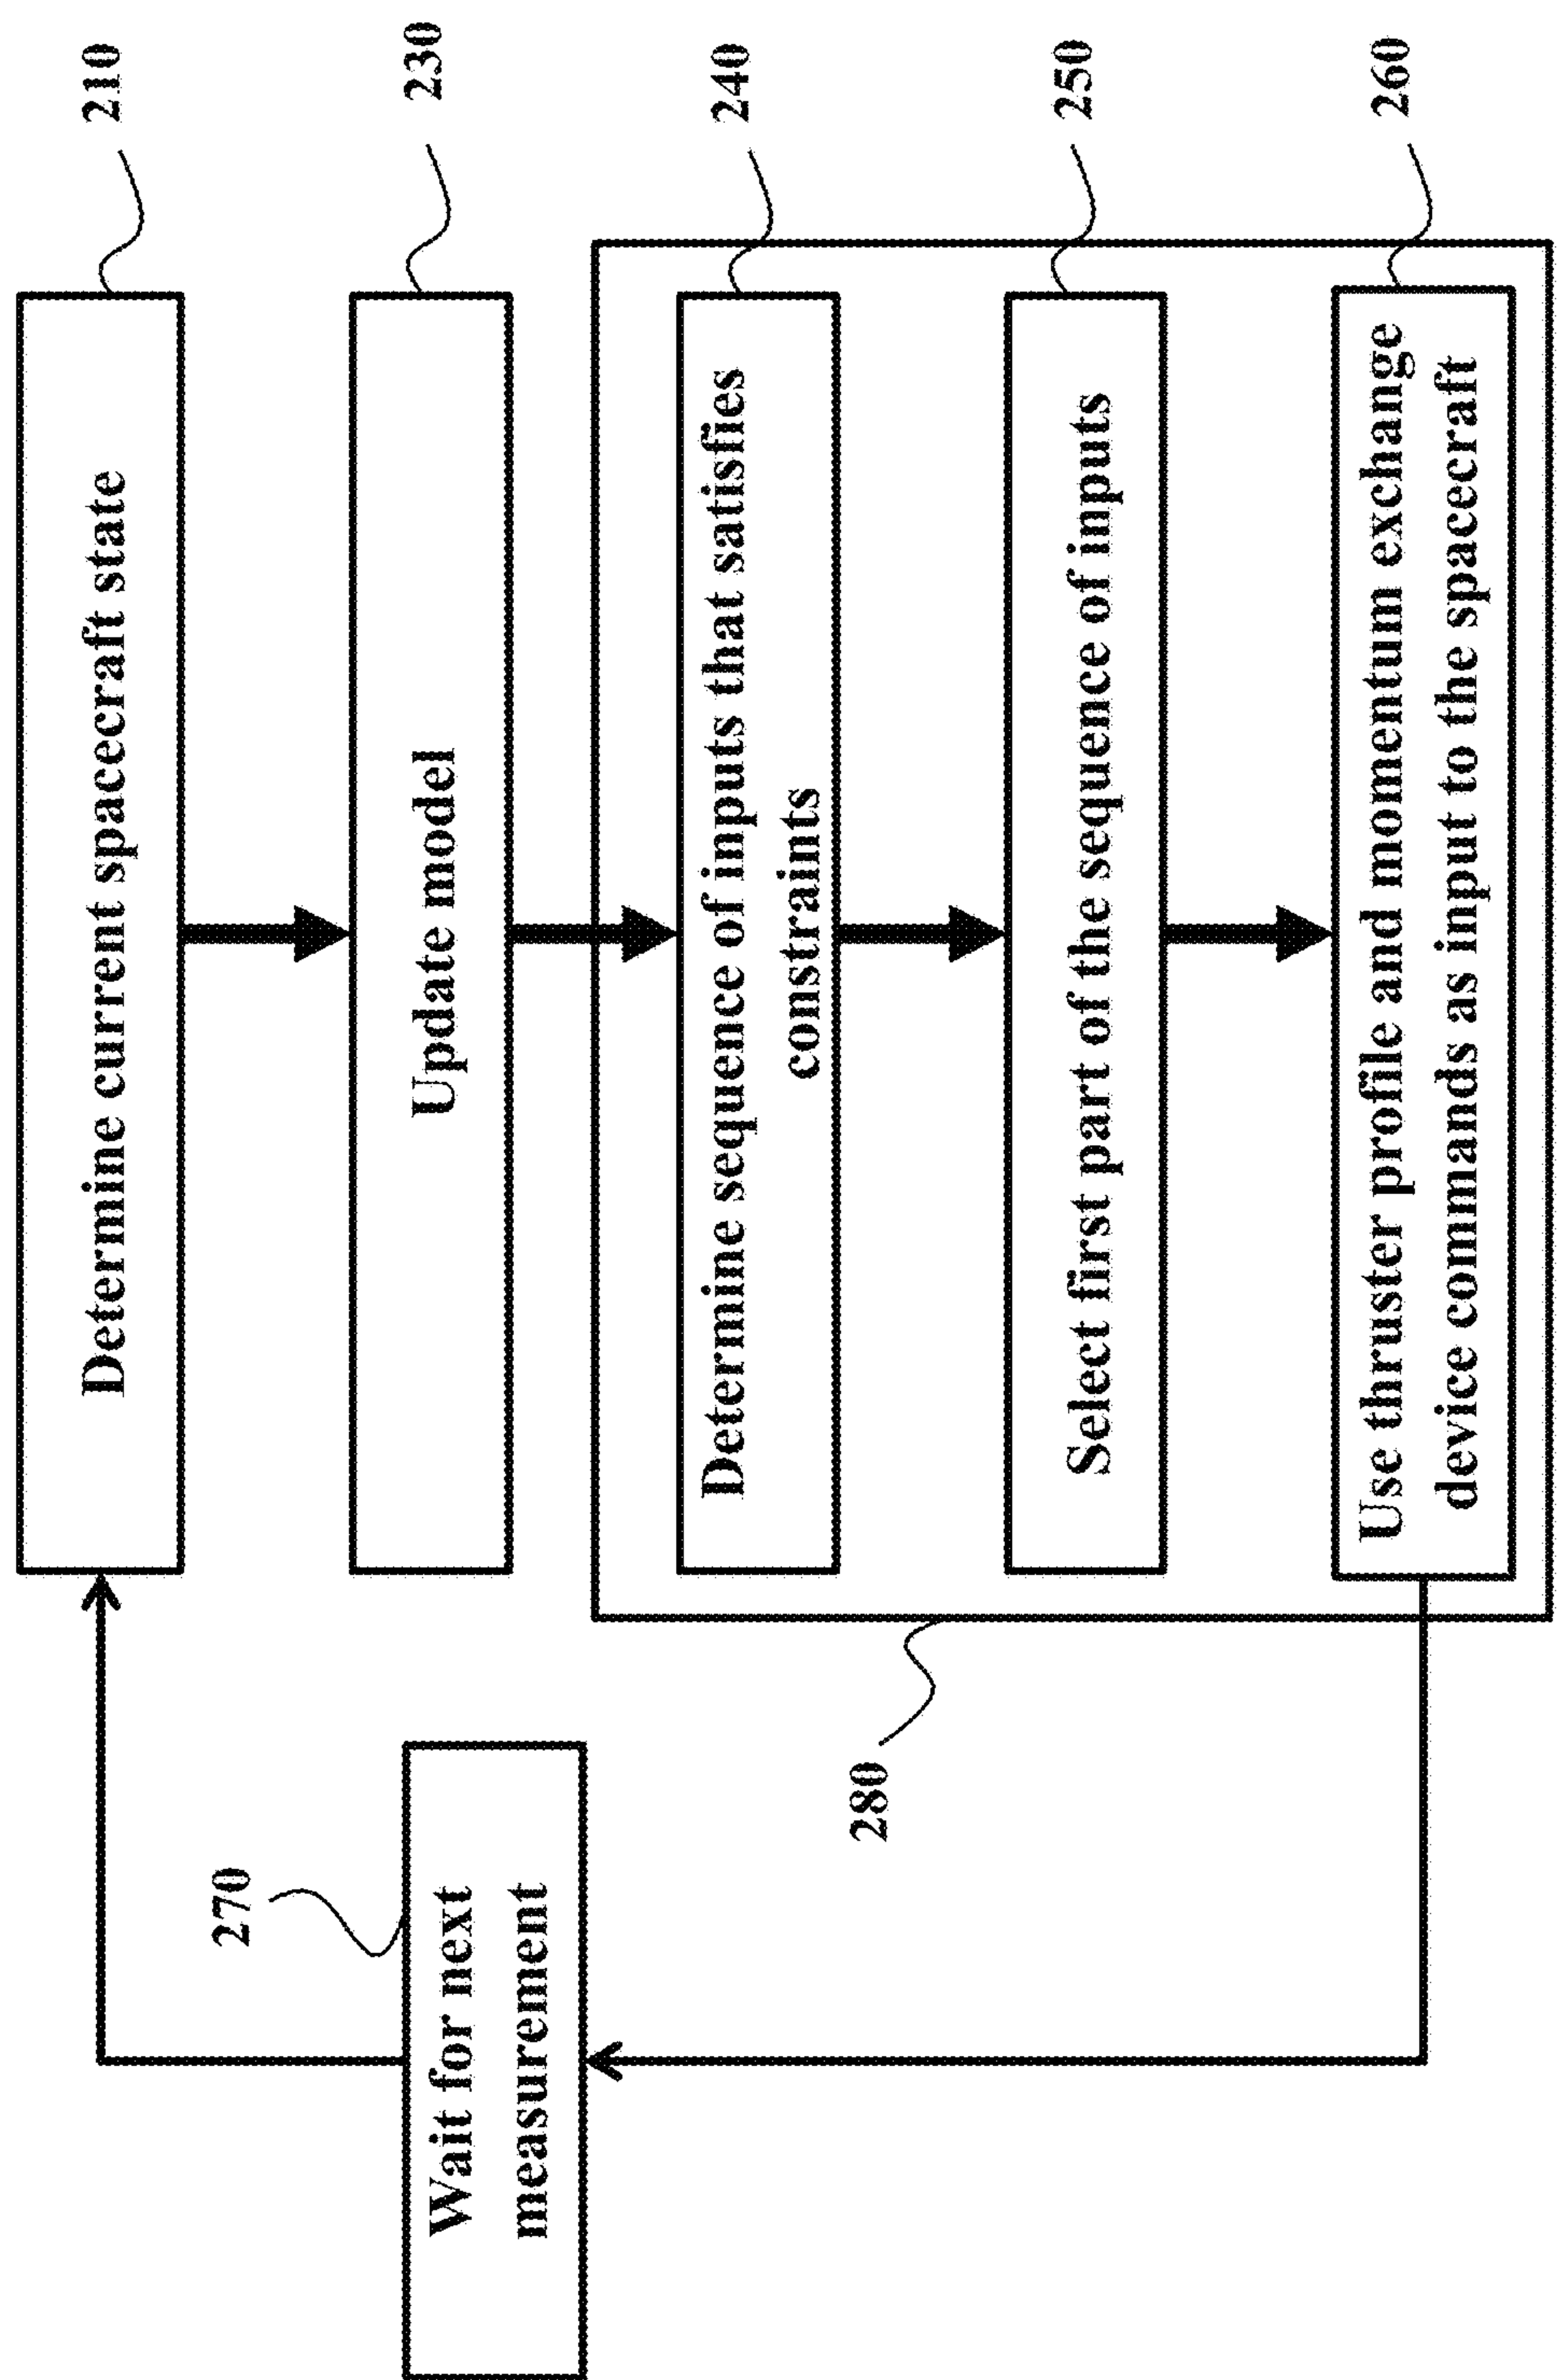 Determine current spacecraft state
210
Update model
230
Determine sequence of inputs that satisfies
constraints
240
Select first part of the sequence of inputs
250
Use thruster profile and momentum exchange
device commands as input to the spacecraft
260
Wait for next
measurement
270
280